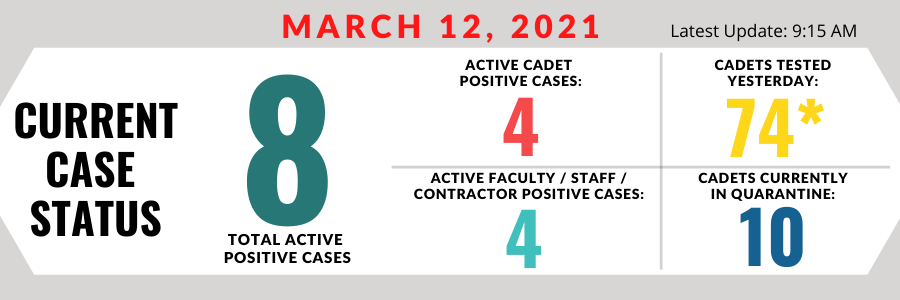 MARCH 12, 2021
Latest Update: 9:15 AM
CURRENT
CASE
STATUS
8
TOTAL ACTIVE
POSITIVE CASES
ACTIVE CADET
POSITIVE CASES:
4
CADETS TESTED
YESTERDAY:
74*
ACTIVE FACULTY / STAFF /
CONTRACTOR POSITIVE CASES:
4
CADETS CURRENTLY
IN QUARANTINE:
10